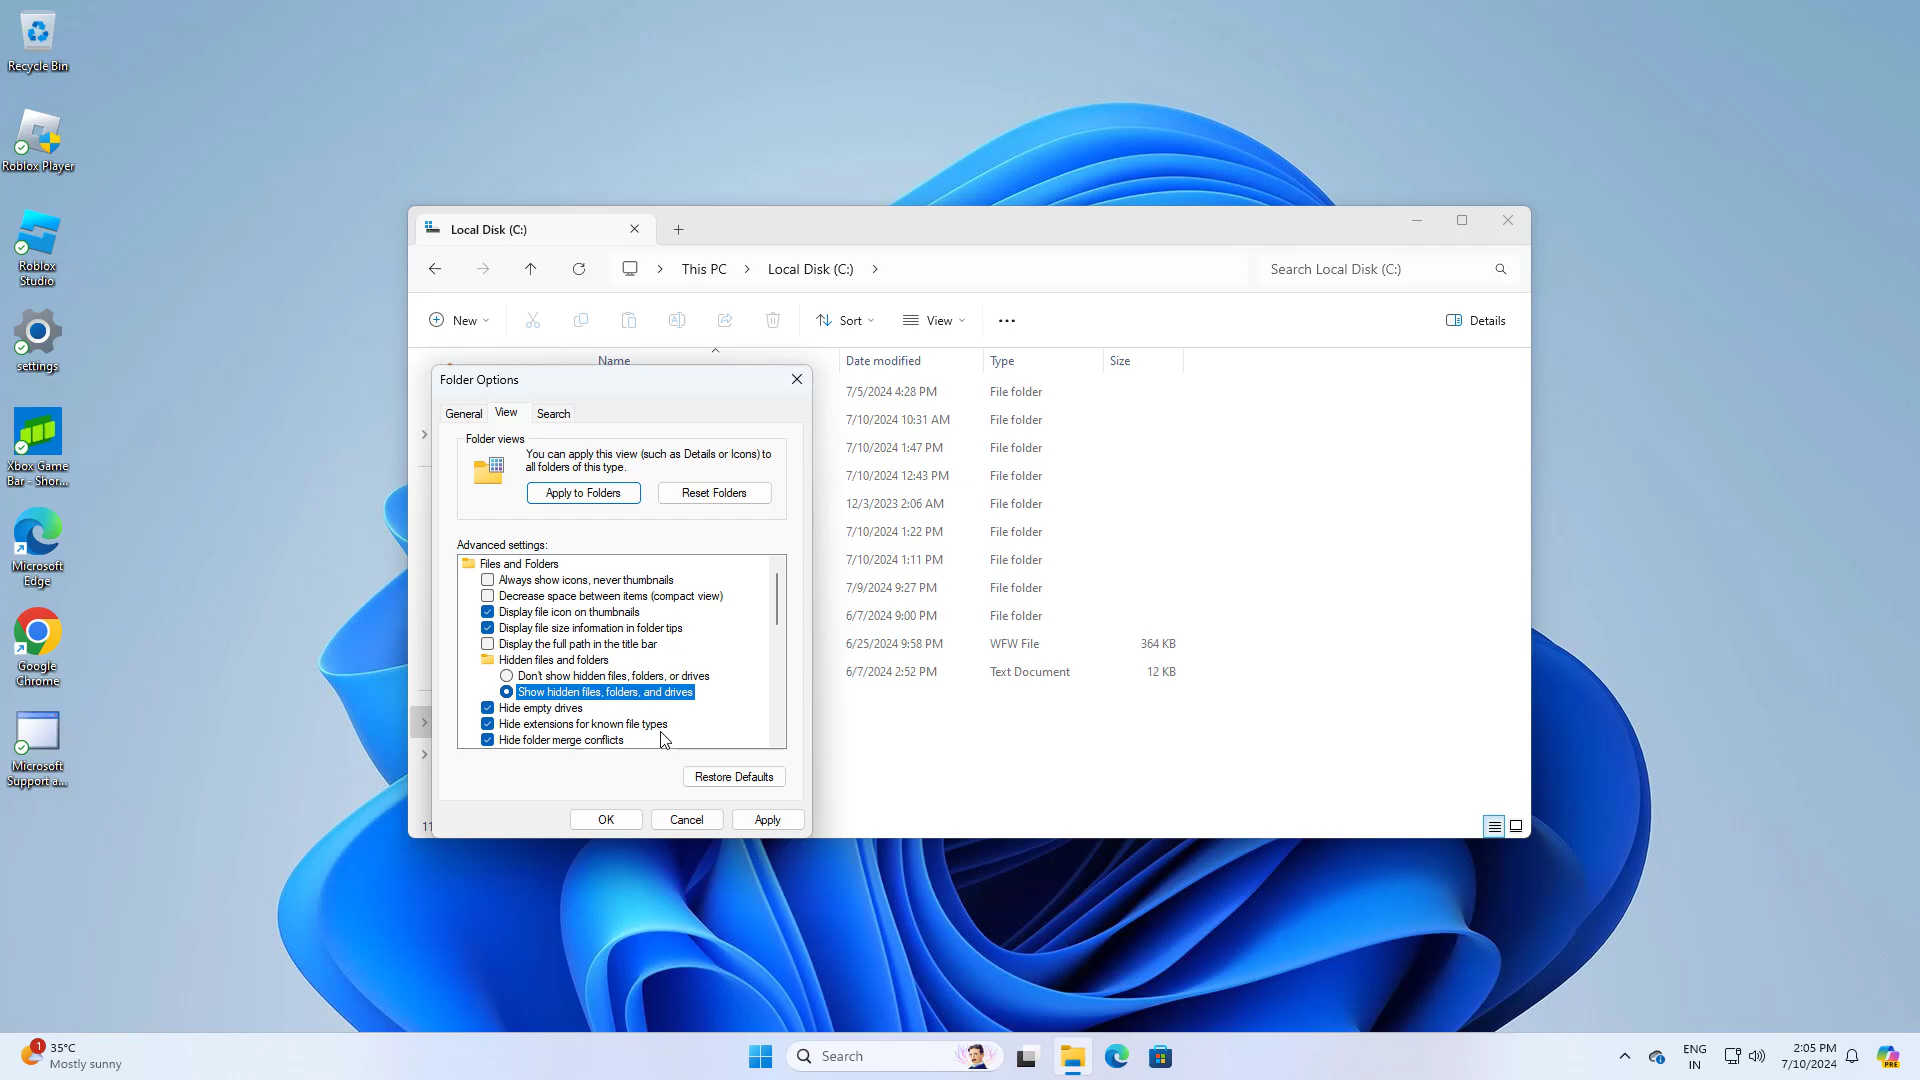 Recycle Bin
Roblox Player
Roblox
Studio
settings
Xbox Game
Bar - Shor...
Microsoft
Edge
Google
Chrome
Microsoft
Support a...
Local Disk (C:)
This PC
Local Disk (C:)
Search Local Disk (C:)
New
Sort
View
Details
Name
Date modified
Type
Size
7/5/2024 4:28 PM File folder
7/10/2024 10:31 AM File folder
7/10/2024 1:47 PM File folder
7/10/2024 12:43 PM File folder
12/3/2023 2:06 AM File folder
7/10/2024 1:22 PM File folder
7/10/2024 1:11 PM File folder
7/9/2024 9:27 PM File folder
6/7/2024 9:00 PM File folder
6/25/2024 9:58 PM WFW File 364 KB
6/7/2024 2:52 PM Text Document 12 KB
Folder Options
General View Search
Folder views
You can apply this view (such as Details or Icons) to
all folders of this type.
Apply to Folders
Reset Folders
Advanced settings:
Files and Folders
Always show icons, never thumbnails
Decrease space between items (compact view)
Display file icon on thumbnails
Display file size information in folder tips
Display the full path in the title bar
Hidden files and folders
Don't show hidden files, folders, or drives
Show hidden files, folders, and drives
Hide empty drives
Hide extensions for known file types
Hide folder merge conflicts
Restore Defaults
OK
Cancel
Apply
11
1
35°C
Mostly sunny
Search
ENG
IN
2:05 PM
7/10/2024
PRE